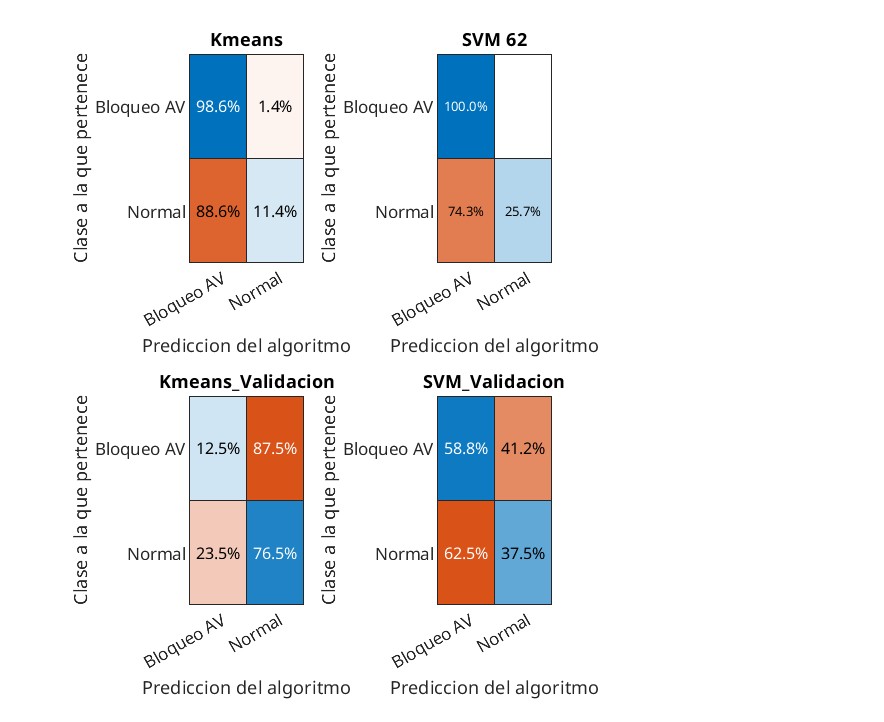 Kmeans
Clase a la que pertenece
Bloqueo AV
98.6%
1.4%
Normal
88.6%
11.4%
Bloqueo AV
Normal
Prediccion del algoritmo
SVM 62
Clase a la que pertenece
Bloqueo AV
100.0%
Normal
74.3%
25.7%
Bloqueo AV
Normal
Prediccion del algoritmo
Kmeans_Validacion
Clase a la que pertenece
Bloqueo AV
12.5%
87.5%
Normal
23.5%
76.5%
Bloqueo AV
Normal
Prediccion del algoritmo
SVM_Validacion
Clase a la que pertenece
Bloqueo AV
58.8%
41.2%
Normal
62.5%
37.5%
Bloqueo AV
Normal
Prediccion del algoritmo